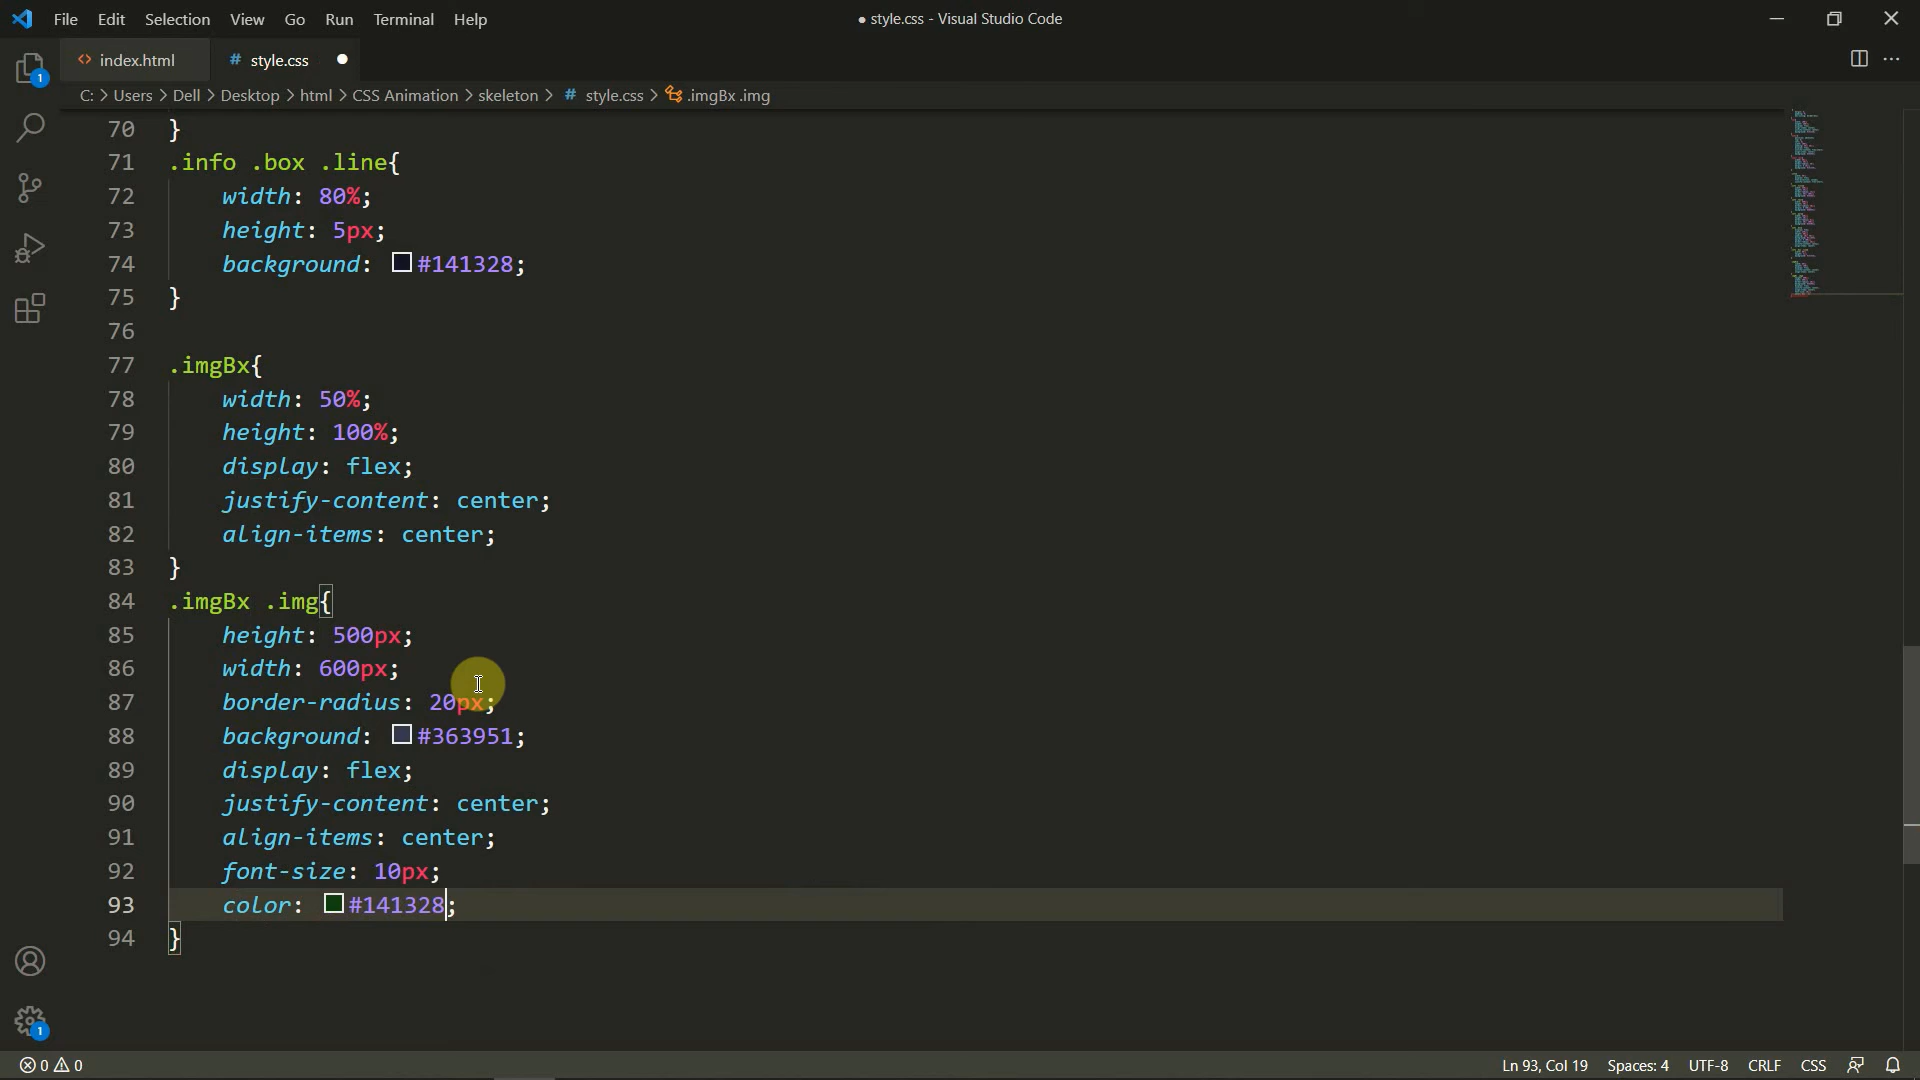 File Edit Selection View Go Run Terminal Help
● style.css - Visual Studio Code
<> index.html
# style.css ●
C: > Users > Dell > Desktop > html > CSS Animation > skeleton > # style.css > .imgBx .img
70 }
71 .info .box .line{
72 width: 80%;
73 height: 5px;
74 background: #141328;
75 }
76
77 .imgBx{
78 width: 50%;
79 height: 100%;
80 display: flex;
81 justify-content: center;
82 align-items: center;
83 }
84 .imgBx .img{
85 height: 500px;
86 width: 600px;
87 border-radius: 20px;
88 background: #363951;
89 display: flex;
90 justify-content: center;
91 align-items: center;
92 font-size: 10px;
93 color: #141328;
94 }
1
1
0 0
Ln 93, Col 19 Spaces: 4 UTF-8 CRLF CSS